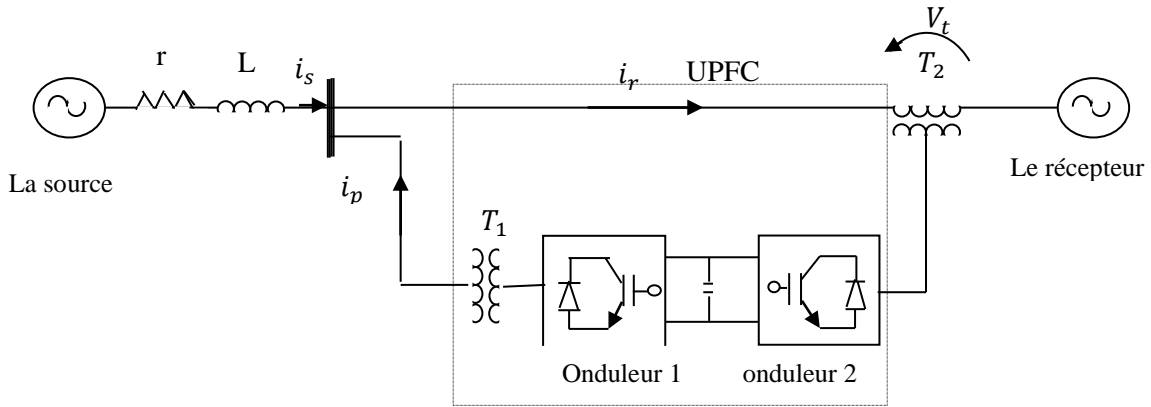 V_t
r
L
i_s
i_r
UPFC
T_2
La source
Le récepteur
i_p
T_1
Onduleur 1
onduleur 2